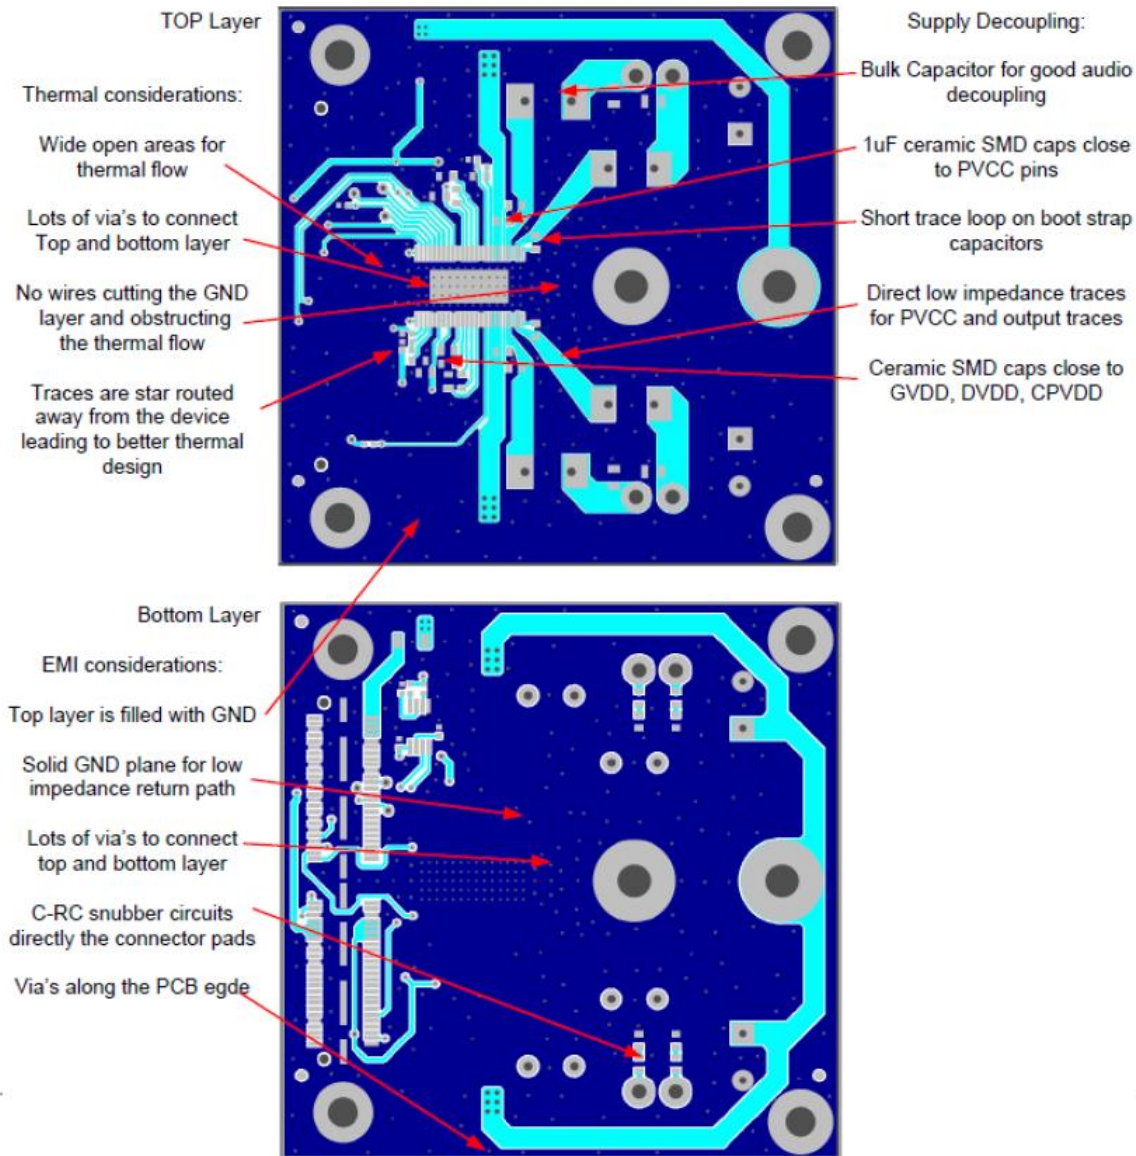 TOP Layer
Thermal considerations:
Wide open areas for
thermal flow
Lots of via's to connect
Top and bottom layer
No wires cutting the GND
layer and obstructing
the thermal flow
Traces are star routed
away from the device
leading to better thermal
design
Supply Decoupling:
Bulk Capacitor for good audio
decoupling
1uF ceramic SMD caps close
to PVCC pins
Short trace loop on boot strap
capacitors
Direct low impedance traces
for PVCC and output traces
Ceramic SMD caps close to
GVDD, DVDD, CPVDD
Bottom Layer
EMI considerations:
Top layer is filled with GND
Solid GND plane for low
impedance return path
Lots of via's to connect
top and bottom layer
C-RC snubber circuits
directly the connector pads
Via's along the PCB egde